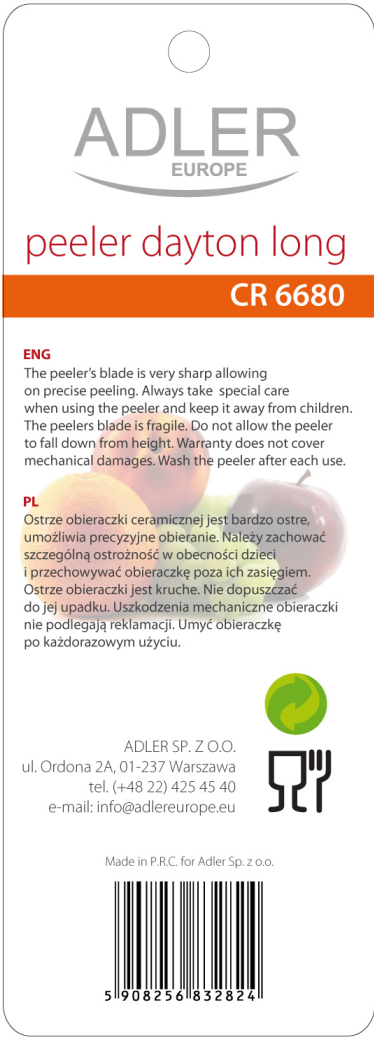 ADLER
EUROPE
peeler dayton long
CR 6680
ENG
The peeler's blade is very sharp allowing
on precise peeling. Always take special care
when using the peeler and keep it away from children.
The peelers blade is fragile. Do not allow the peeler
to fall down from height. Warranty does not cover
mechanical damages. Wash the peeler after each use.
PL
Ostrze obieraczki ceramicznej jest bardzo ostre,
umożliwia precyzyjne obieranie. Należy zachować
szczególną ostrożność w obecności dzieci
i przechowywać obieraczkę poza ich zasięgiem.
Ostrze obieraczki jest kruche. Nie dopuszczać
do jej upadku. Uszkodzenia mechaniczne obieraczki
nie podlegają reklamacji. Umyć obieraczkę
po każdorazowym użyciu.
ADLER SP. Z O.O.
ul. Ordona 2A, 01-237 Warszawa
tel. (+48 22) 425 45 40
e-mail: info@adlereurope.eu
Made in P.R.C. for Adler Sp. z o.o.
5 908256 832824